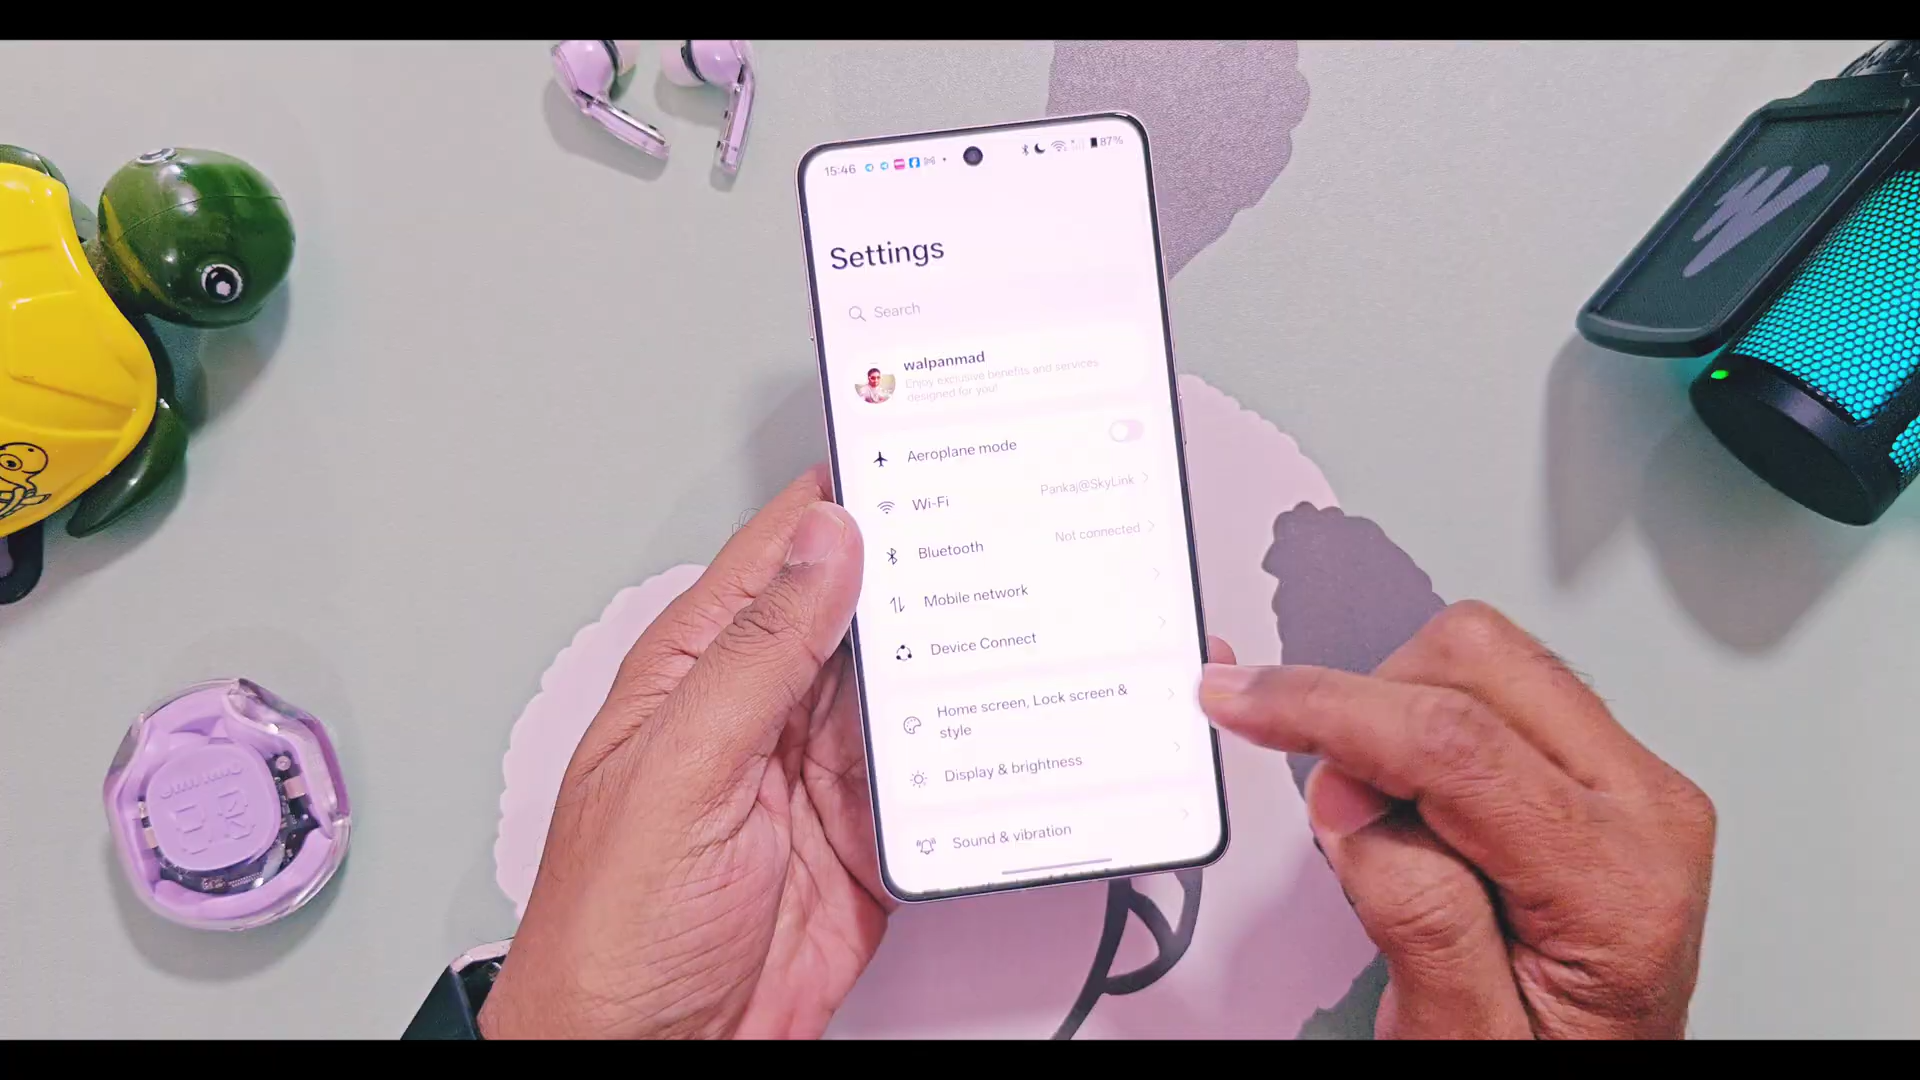 15:46
87%
Settings
Search
walpanmad
Enjoy exclusive benefits and services
designed for you!
Aeroplane mode
Wi-Fi
Pankaj@SkyLink
Bluetooth
Not connected
Mobile network
Device Connect
Home screen, Lock screen &
style
Display & brightness
Sound & vibration